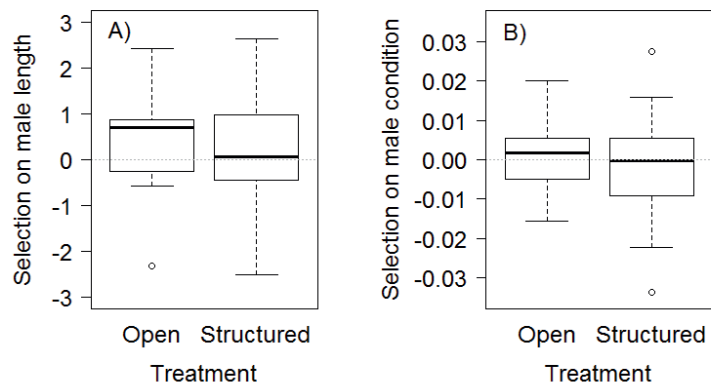 A)
Selection on male length
3
2
1
0
-1
-2
-3
Open Structured
Treatment
B)
Selection on male condition
0.03
0.02
0.01
0.00
-0.01
-0.02
-0.03
Open Structured
Treatment